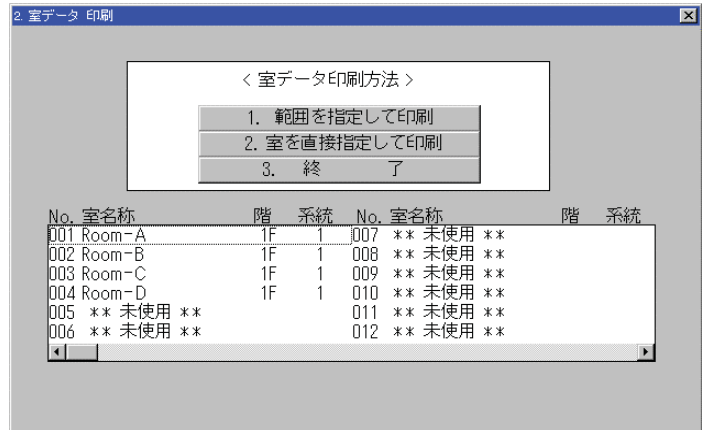 2. 室データ 印刷
< 室データ印刷方法 >
1. 範囲を指定して印刷
2. 室を直接指定して印刷
3. 終 了
No. 室名称 階 系統 No. 室名称 階 系統
001 Room-A 1F 1 007 ** 未使用 **
002 Room-B 1F 1 008 ** 未使用 **
003 Room-C 1F 1 009 ** 未使用 **
004 Room-D 1F 1 010 ** 未使用 **
005 ** 未使用 ** 011 ** 未使用 **
006 ** 未使用 ** 012 ** 未使用 **